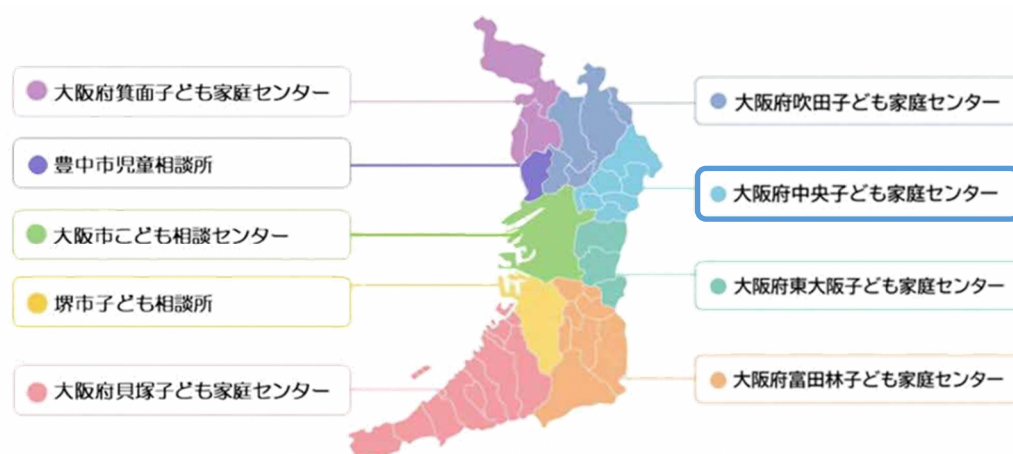 大阪府箕面子ども家庭センター
豊中市児童相談所
大阪市こども相談センター
堺市子ども相談所
大阪府貝塚子ども家庭センター
大阪府吹田子ども家庭センター
大阪府中央子ども家庭センター
大阪府東大阪子ども家庭センター
大阪府富田林子ども家庭センター